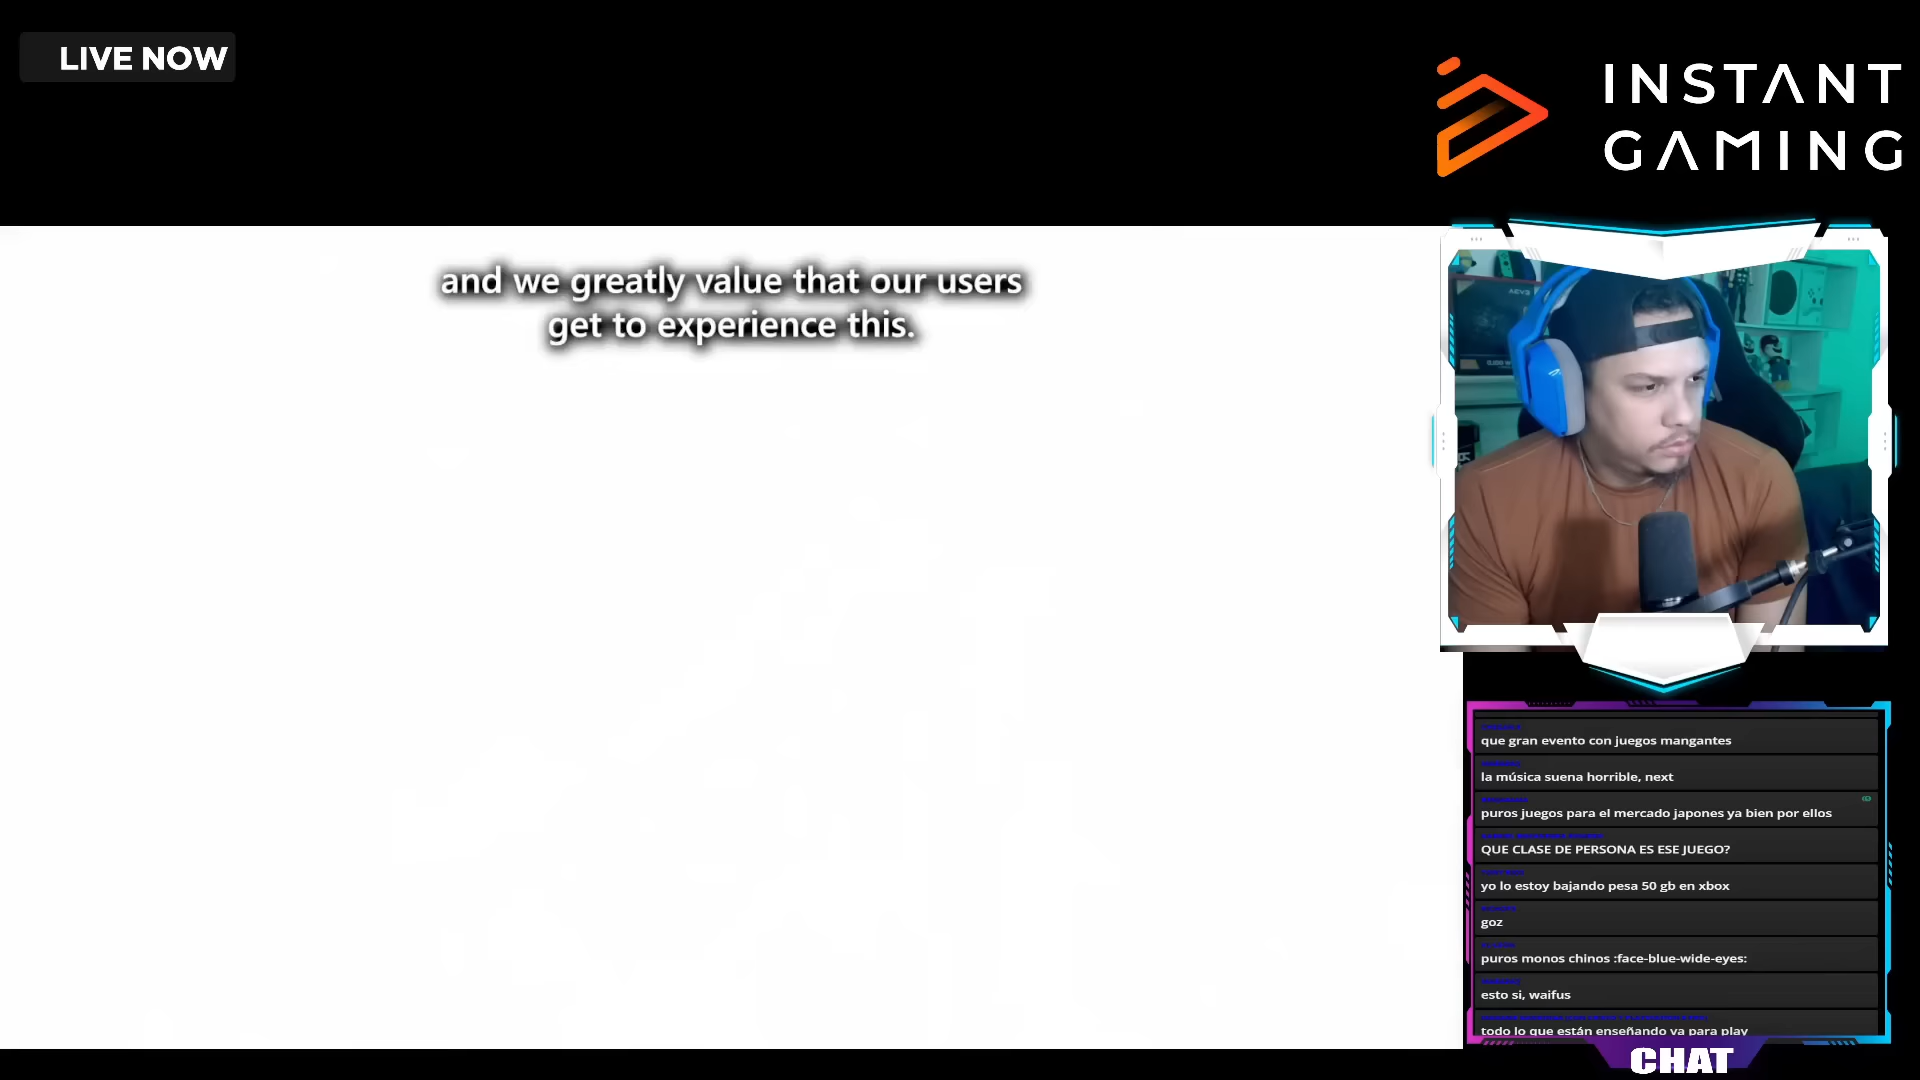 LIVE NOW
INSTANT
GAMING
and we greatly value that our users
get to experience this.
que gran evento con juegos mangantes
la música suena horrible, next
puros juegos para el mercado japones ya bien por ellos
QUE CLASE DE PERSONA ES ESE JUEGO?
yo lo estoy bajando pesa 50 gb en xbox
goz
puros monos chinos :face-blue-wide-eyes:
esto si, waifus
todo lo que están enseñando va para play
CHAT